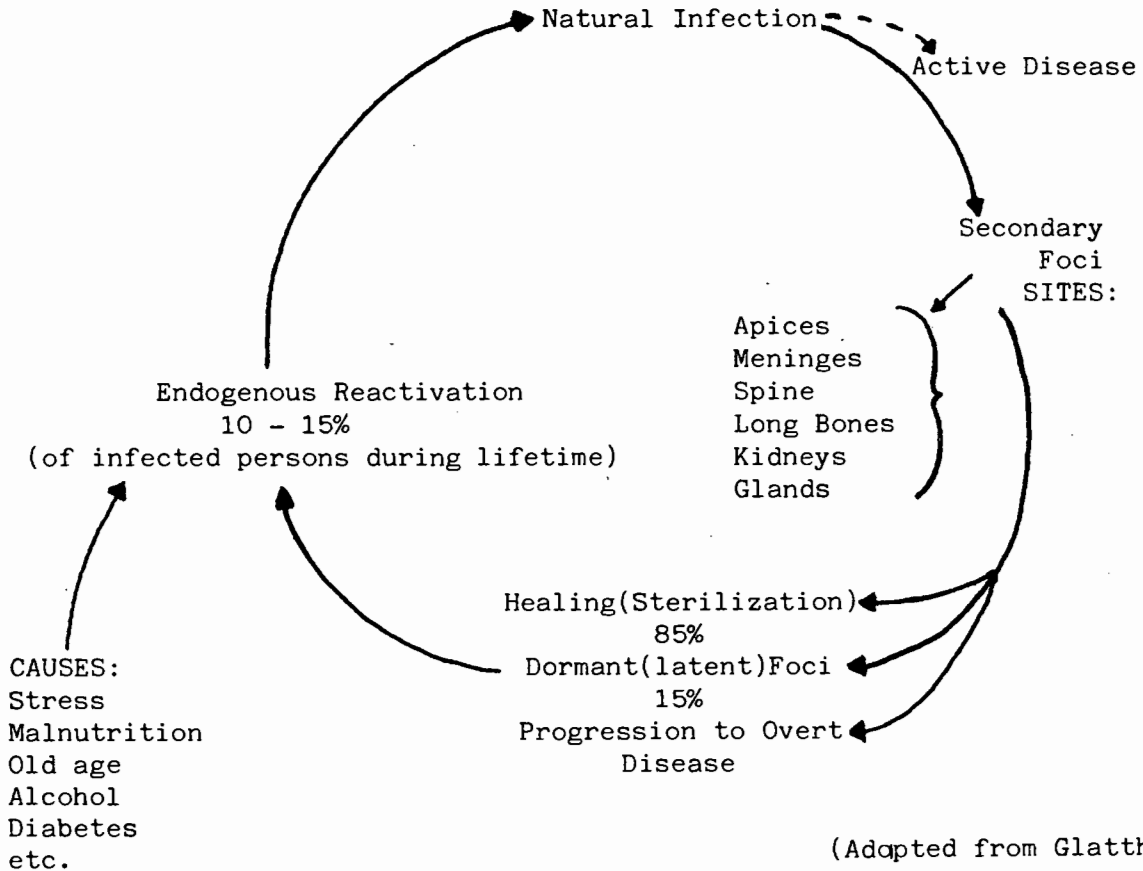 Natural Infection
Active Disease
Secondary
Foci
SITES:
Apices
Meninges
Spine
Long Bones
Kidneys
Glands
Endogenous Reactivation
10 - 15%
(of infected persons during lifetime)
Healing(Sterilization)
85%
Dormant(latent)Foci
15%
Progression to Overt
Disease
CAUSES:
Stress
Malnutrition
Old age
Alcohol
Diabetes
etc.
(Adapted from